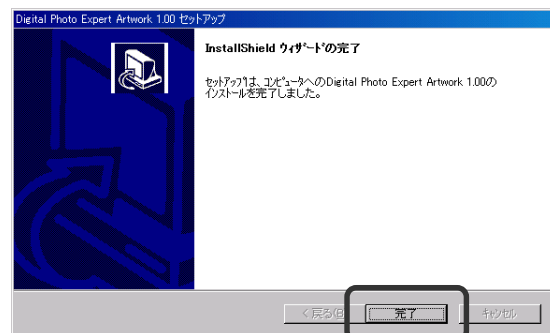 Digital Photo Expert Artwork 1.00 セットアップ
InstallShield ウィザードの完了
セットアップは、コンピュータへのDigital Photo Expert Artwork 1.00の
インストールを完了しました。
< 戻る(B
完了
キャンセル